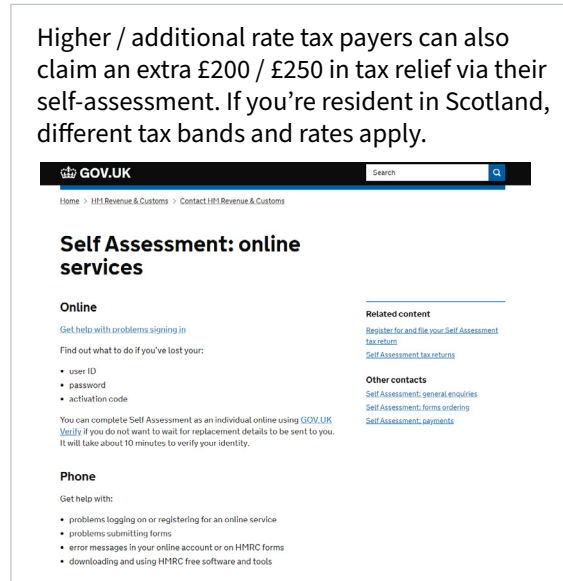 Higher / additional rate tax payers can also
claim an extra £200 / £250 in tax relief via their
self-assessment. If you're resident in Scotland,
different tax bands and rates apply.
GOV.UK
Search
Home > HM Revenue & Customs > Contact HM Revenue & Customs
Self Assessment: online
services
Online
Get help with problems signing in
Find out what to do if you've lost your:
• user ID
• password
• activation code
You can complete Self Assessment as an individual online using GOV.UK
Verify if you do not want to wait for replacement details to be sent to you.
It will take about 10 minutes to verify your identity.
Phone
Get help with:
• problems logging on or registering for an online service
• problems submitting forms
• error messages in your online account or on HMRC forms
• downloading and using HMRC free software and tools
Related content
Register for and file your Self Assessment
tax return
Self Assessment tax returns
Other contacts
Self Assessment: general enquiries
Self Assessment: forms ordering
Self Assessment: payments